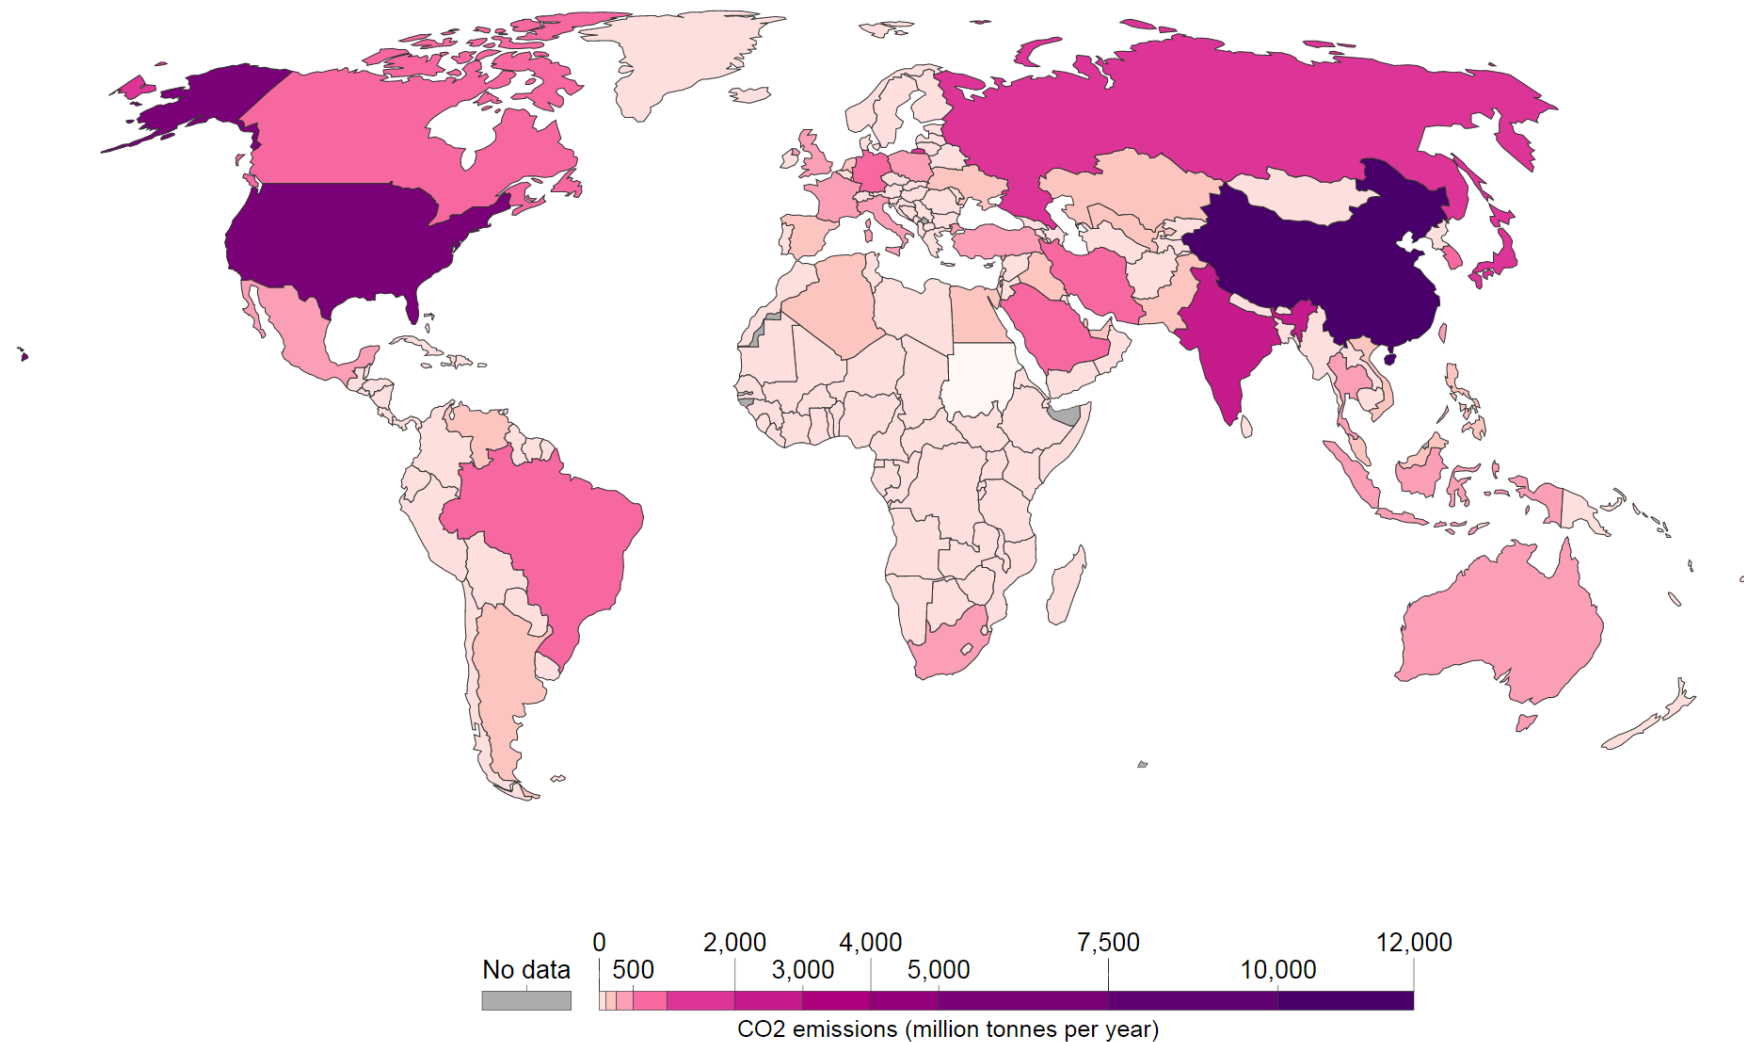 0 2,000 4,000 7,500 12,000
No data 500 3,000 5,000 10,000
CO2 emissions (million tonnes per year)